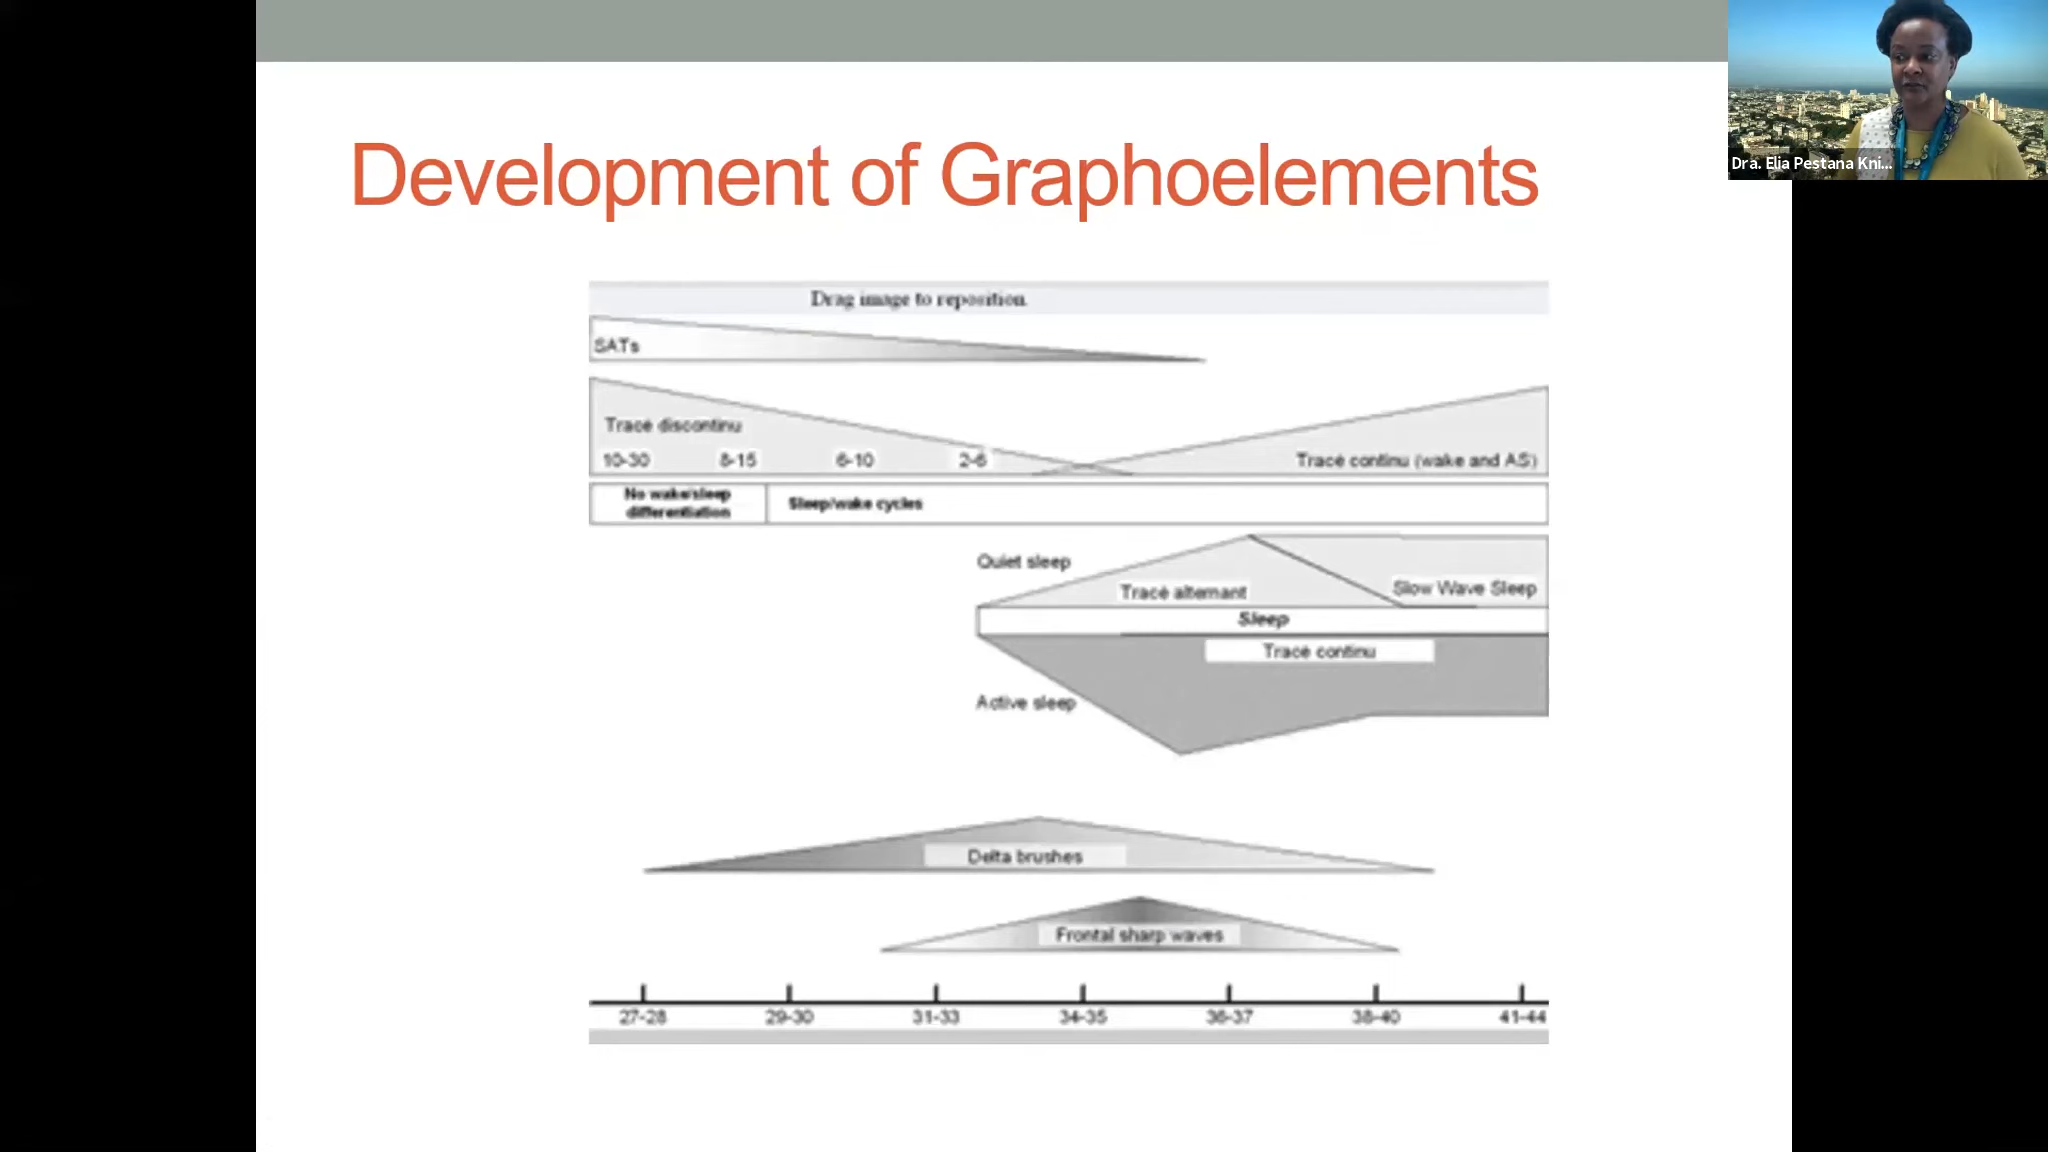 Development of Graphoelements
Dra. Elia Pestana Kni...
Drag image to reposition.
SATs
Tracé discontinu
10-30 8-15 6-10 2-6
Tracé continu (wake and AS)
No wake/sleep
differentiation
Sleep/wake cycles
Quiet sleep
Tracé alternant
Slow Wave Sleep
Sleep
Tracé continu
Active sleep
Delta brushes
Frontal sharp waves
27-28 29-30 31-33 34-35 36-37 38-40 41-44